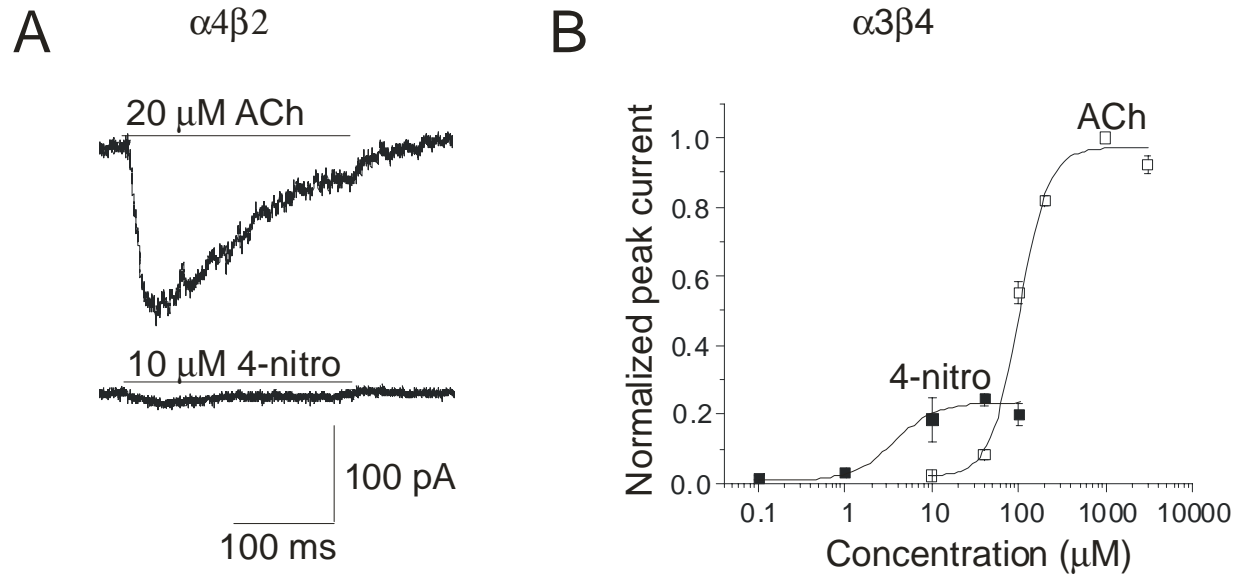 A
α4β2
20 μM ACh
10 μM 4-nitro
100 pA
100 ms
B
α3β4
Normalized peak current
1.0
0.8
0.6
0.4
0.2
0.0
ACh
4-nitro
0.1 1 10 100 1000 10000
Concentration (μM)